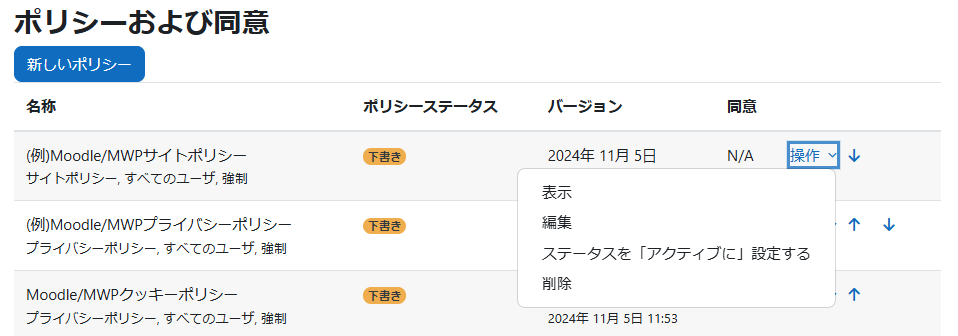 ポリシーおよび同意
新しいポリシー
名称 ポリシーステータス バージョン 同意
(例)Moodle/MWPサイトポリシー 下書き 2024年 11月 5日 N/A 操作
サイトポリシー, すべてのユーザ, 強制
表示
編集
ステータスを「アクティブに」設定する
削除
(例)Moodle/MWPプライバシーポリシー 下書き
プライバシーポリシー, すべてのユーザ, 強制
Moodle/MWPクッキーポリシー 下書き
プライバシーポリシー, すべてのユーザ, 強制 2024年 11月 5日 11:53